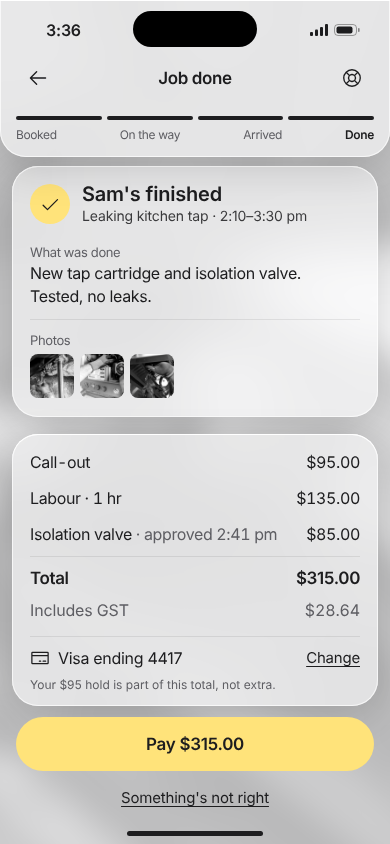 3:36
Job done
Booked
On the way
Arrived
Done
Sam's finished
Leaking kitchen tap · 2:10–3:30 pm
What was done
New tap cartridge and isolation valve.
Tested, no leaks.
Photos
Call-out $95.00
Labour · 1 hr $135.00
Isolation valve · approved 2:41 pm $85.00
Total $315.00
Includes GST $28.64
Visa ending 4417 Change
Your $95 hold is part of this total, not extra.
Pay $315.00
Something's not right